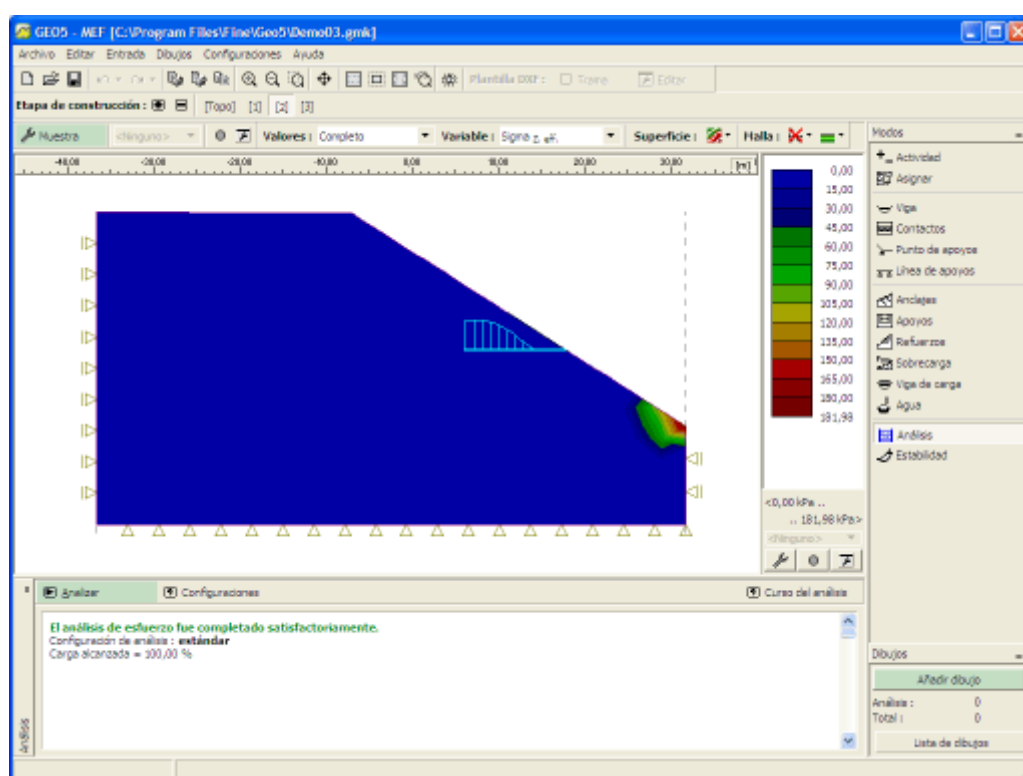 GEO5 - MEF [C:\Program Files\Fine\Geo5\Demo03.gmk]
Archivo Editar Entrada Dibujos Configuraciones Ayuda
Plantilla DXF : Editar
Etapa de construcción : [Topo] [1] [2] [3]
Muestra <Ninguno> Valores : Completo Variable : Sigma z, eff. Superficie : Malla :
Modos
-40,00 -20,00 -10,00 0,00 10,00 20,00 30,00 [m]
0,00
15,00
30,00
45,00
60,00
75,00
90,00
105,00
120,00
135,00
150,00
165,00
180,00
181,98
<0,00 kPa ..
.. 181,98 kPa>
<Ninguno>
Actividad
Asignar
Viga
Contactos
Punto de apoyos
Línea de apoyos
Anclajes
Apoyos
Refuerzos
Sobrecarga
Viga de carga
Agua
Análisis
Estabilidad
Analizar Configuraciones Curso del análisis
El análisis de esfuerzo fue completado satisfactoriamente.
Configuración de análisis : estándar
Carga alcanzada = 100,00 %
Análisis
Dibujos
Añadir dibujo
Análisis : 0
Total : 0
Lista de dibujos